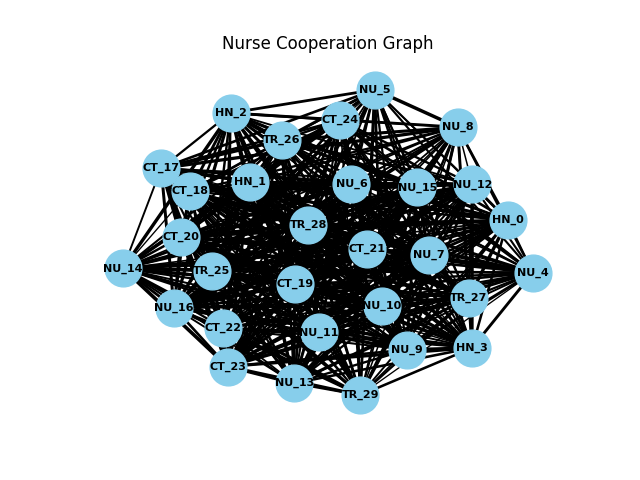 Nurse Cooperation Graph
NU_5
HN_2
CT_24
NU_8
TR_26
CT_17
HN_1
NU_6
NU_15
NU_12
CT_18
HN_0
TR_28
CT_20
CT_21
NU_7
NU_14
TR_25
NU_4
CT_19
TR_27
NU_16
NU_10
CT_22
NU_11
NU_9
HN_3
CT_23
NU_13
TR_29